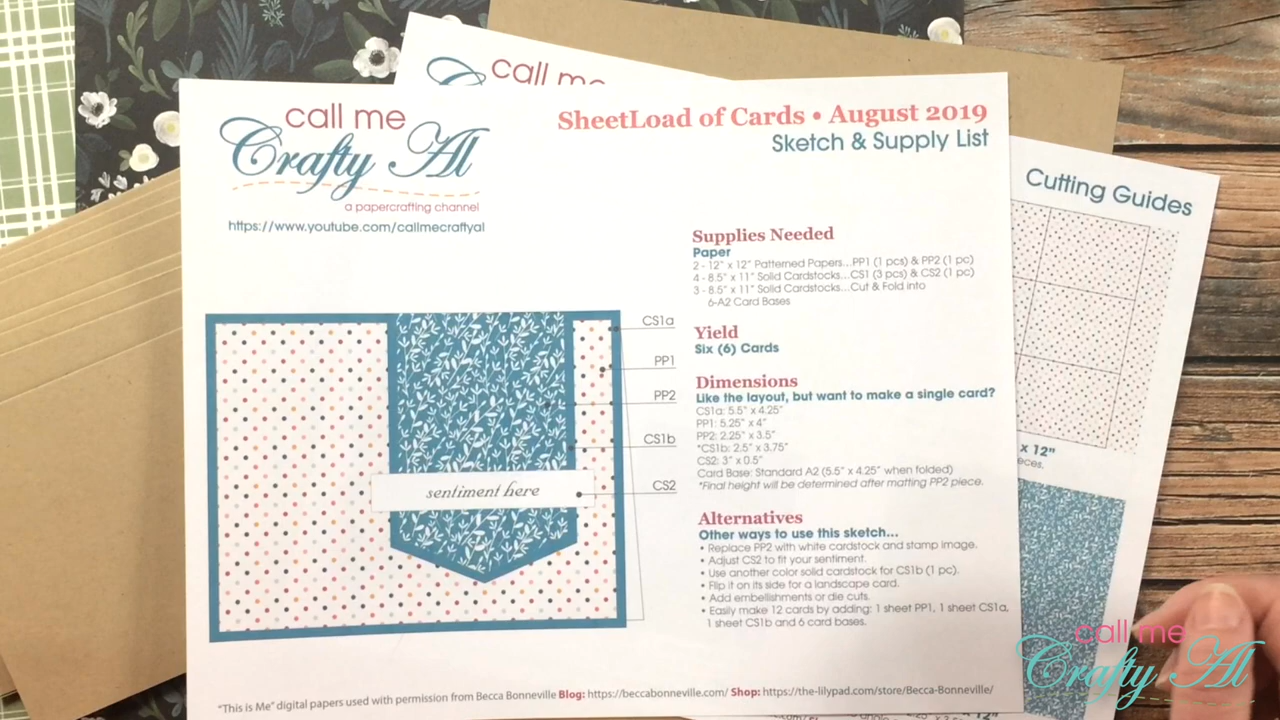 call me
call me
Crafty Al
a papercrafting channel
https://www.youtube.com/callmecraftyal
SheetLoad of Cards • August 2019
Sketch & Supply List
Cutting Guides
Supplies Needed
Paper
2 - 12" x 12" Patterned Papers...PP1 (1 pcs) & PP2 (1 pc)
4 - 8.5" x 11" Solid Cardstocks...CS1 (3 pcs) & CS2 (1 pc)
3 - 8.5" x 11" Solid Cardstocks...Cut & Fold into
6-A2 Card Bases
Yield
Six (6) Cards
Dimensions
Like the layout, but want to make a single card?
CS1a: 5.5" x 4.25"
PP1: 5.25" x 4"
PP2: 2.25" x 3.5"
*CS1b: 2.5" x 3.75"
CS2: 3" x 0.5"
Card Base: Standard A2 (5.5" x 4.25" when folded)
*Final height will be determined after matting PP2 piece.
Alternatives
Other ways to use this sketch...
• Replace PP2 with white cardstock and stamp image.
• Adjust CS2 to fit your sentiment.
• Use another color solid cardstock for CS1b (1 pc).
• Flip it on its side for a landscape card.
• Add embellishments or die cuts.
• Easily make 12 cards by adding: 1 sheet PP1, 1 sheet CS1a,
1 sheet CS1b and 6 card bases.
CS1a
PP1
PP2
CS1b
CS2
sentiment here
x 12"
"This is Me" digital papers used with permission from Becca Bonneville Blog: https://beccabonneville.com/ Shop: https://the-lilypad.com/store/Becca-Bonneville/
call me
Crafty Al